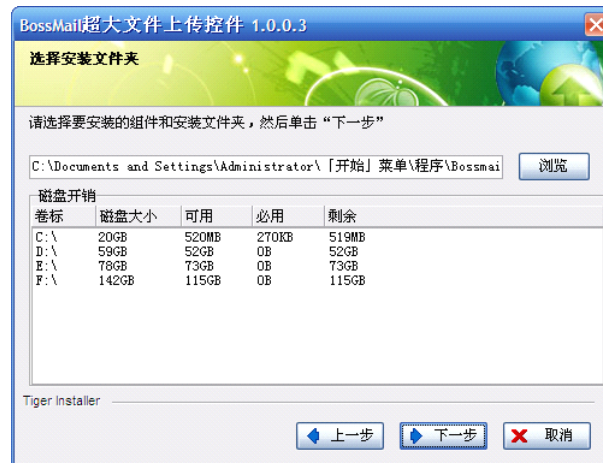 BossMail超大文件上传控件 1.0.0.3
选择安装文件夹
请选择要安装的组件和安装文件夹，然后单击“下一步”
C:\Documents and Settings\Administrator\「开始」菜单\程序\Bossmai
浏览
磁盘开销
卷标 磁盘大小 可用 必用 剩余
C:\ 20GB 520MB 270KB 519MB
D:\ 59GB 52GB 0B 52GB
E:\ 78GB 73GB 0B 73GB
F:\ 142GB 115GB 0B 115GB
Tiger Installer
上一步 下一步 取消